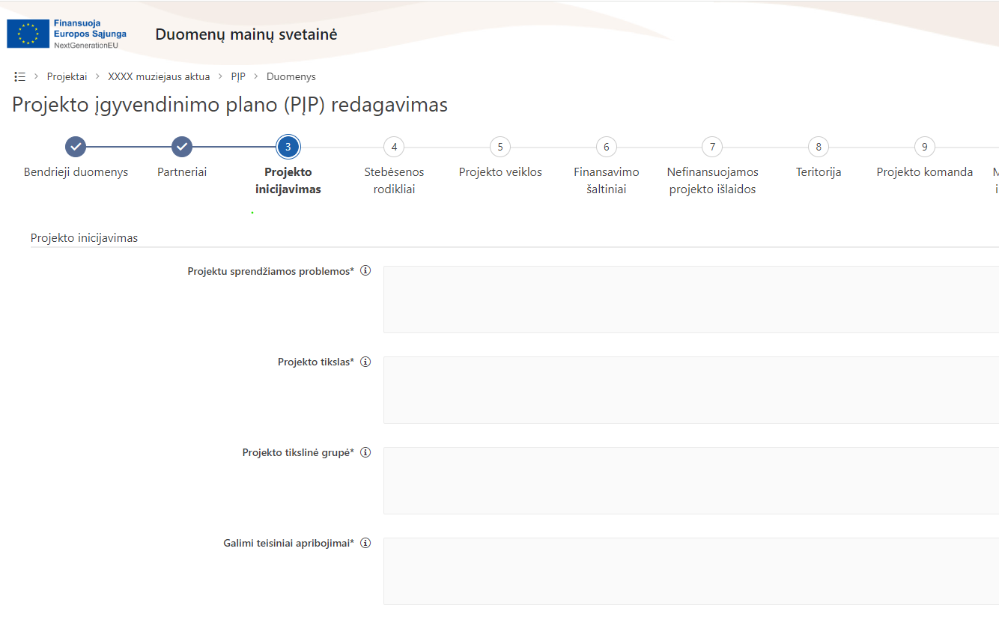 Finansuoja
Europos Sąjunga
NextGenerationEU
Duomenų mainų svetainė
Projektai > XXXX muziejaus aktua > PĮP > Duomenys
Projekto įgyvendinimo plano (PĮP) redagavimas
3 4 5 6 7 8 9
Bendrieji duomenys Partneriai Projekto Stebėsenos Projekto veiklos Finansavimo Nefinansuojamos Teritorija Projekto komanda M
inicijavimas rodikliai šaltiniai projekto išlaidos i
Projekto inicijavimas
Projektu sprendžiamos problemos*
Projekto tikslas*
Projekto tikslinė grupė*
Galimi teisiniai apribojimai*